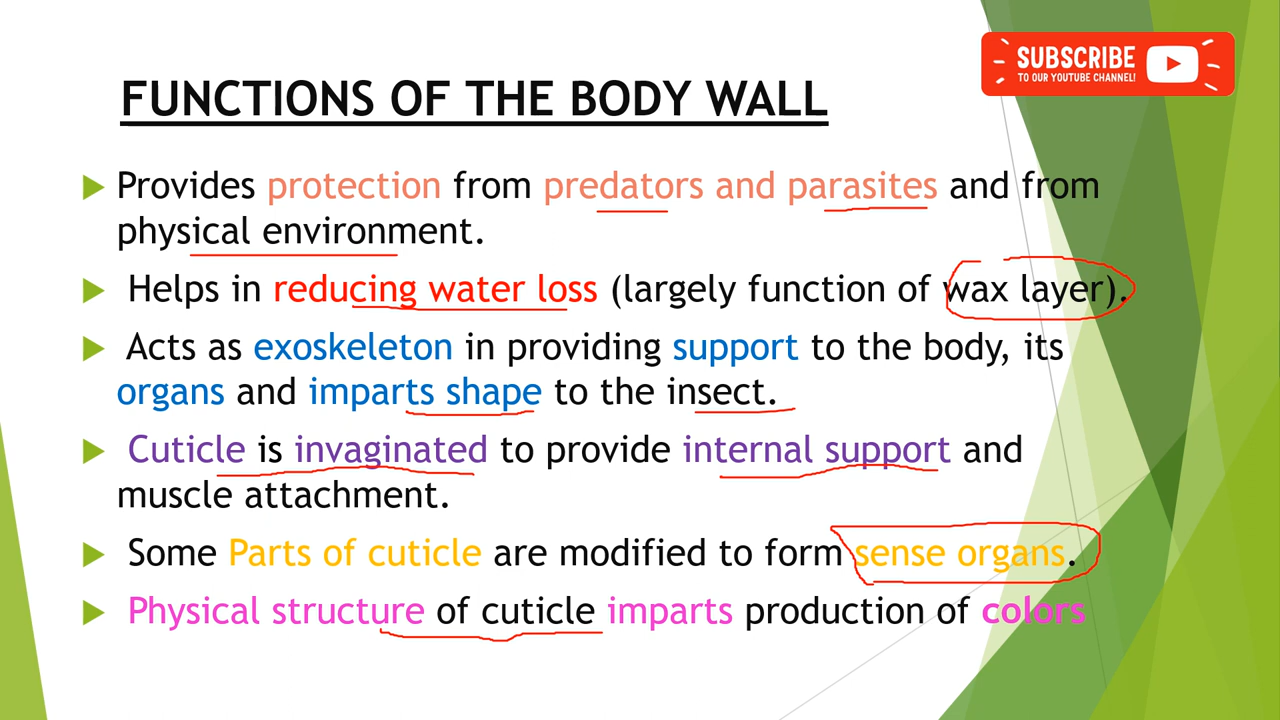 SUBSCRIBE
TO OUR YOUTUBE CHANNEL!
FUNCTIONS OF THE BODY WALL
Provides protection from predators and parasites and from
physical environment.
Helps in reducing water loss (largely function of wax layer).
Acts as exoskeleton in providing support to the body, its
organs and imparts shape to the insect.
Cuticle is invaginated to provide internal support and
muscle attachment.
Some Parts of cuticle are modified to form sense organs.
Physical structure of cuticle imparts production of colors